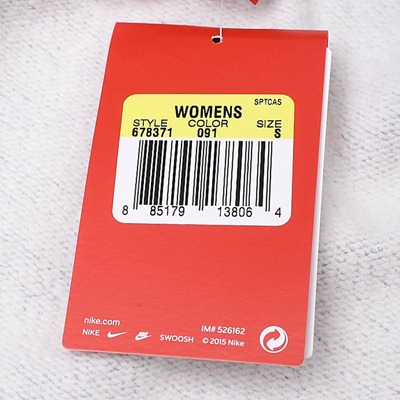 SPTCAS
WOMENS
STYLE COLOR SIZE
678371 091 S
8 85179 13806 4
nike.com
IM# 526162
NIKE SWOOSH © 2015 Nike